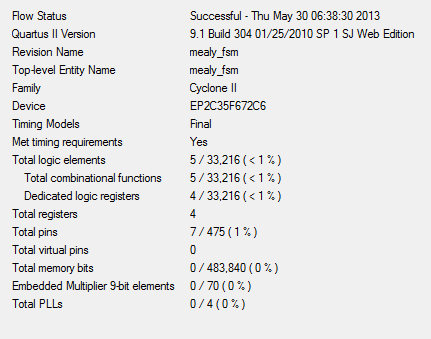 Flow Status Successful - Thu May 30 06:38:30 2013
Quartus II Version 9.1 Build 304 01/25/2010 SP 1 SJ Web Edition
Revision Name mealy_fsm
Top-level Entity Name mealy_fsm
Family Cyclone II
Device EP2C35F672C6
Timing Models Final
Met timing requirements Yes
Total logic elements 5 / 33,216 ( < 1 % )
Total combinational functions 5 / 33,216 ( < 1 % )
Dedicated logic registers 4 / 33,216 ( < 1 % )
Total registers 4
Total pins 7 / 475 ( 1 % )
Total virtual pins 0
Total memory bits 0 / 483,840 ( 0 % )
Embedded Multiplier 9-bit elements 0 / 70 ( 0 % )
Total PLLs 0 / 4 ( 0 % )